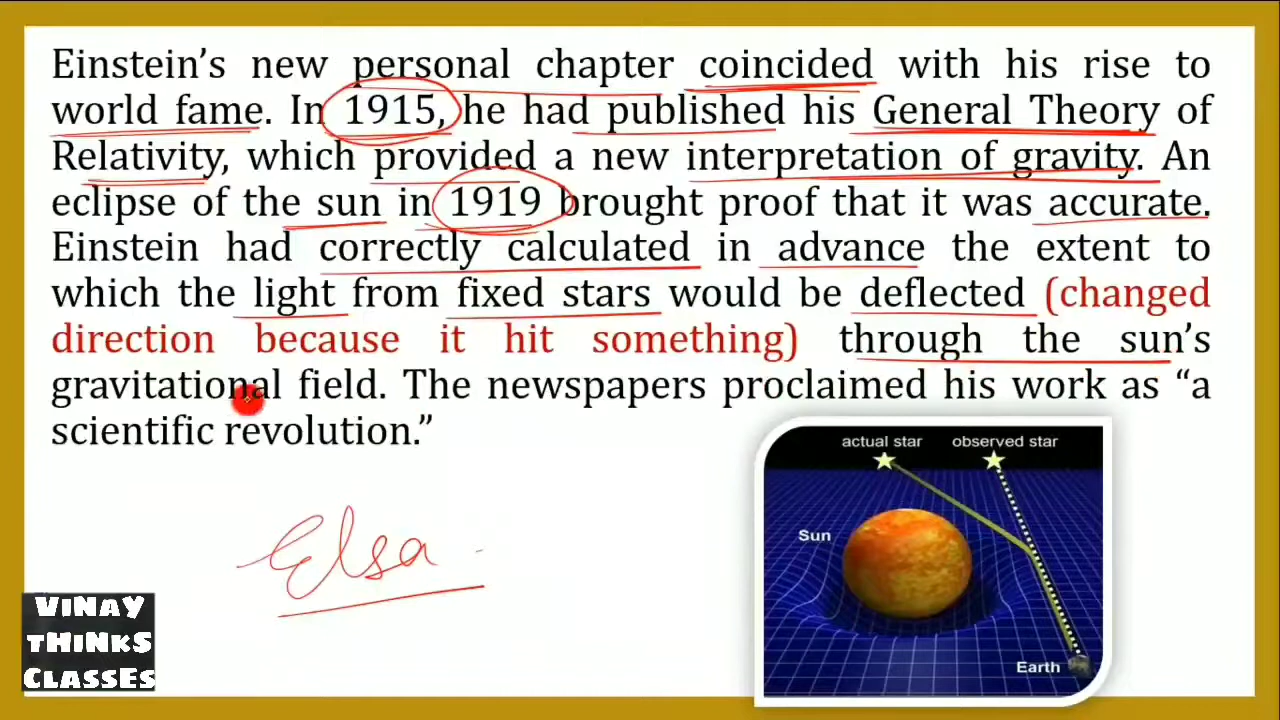 Einstein’s new personal chapter coincided with his rise to
world fame. In 1915, he had published his General Theory of
Relativity, which provided a new interpretation of gravity. An
eclipse of the sun in 1919 brought proof that it was accurate.
Einstein had correctly calculated in advance the extent to
which the light from fixed stars would be deflected (changed
direction because it hit something) through the sun’s
gravitational field. The newspapers proclaimed his work as “a
scientific revolution.”
actual star observed star
Sun
Earth
Elsa
ViNAY
THiNKS
CLASSES